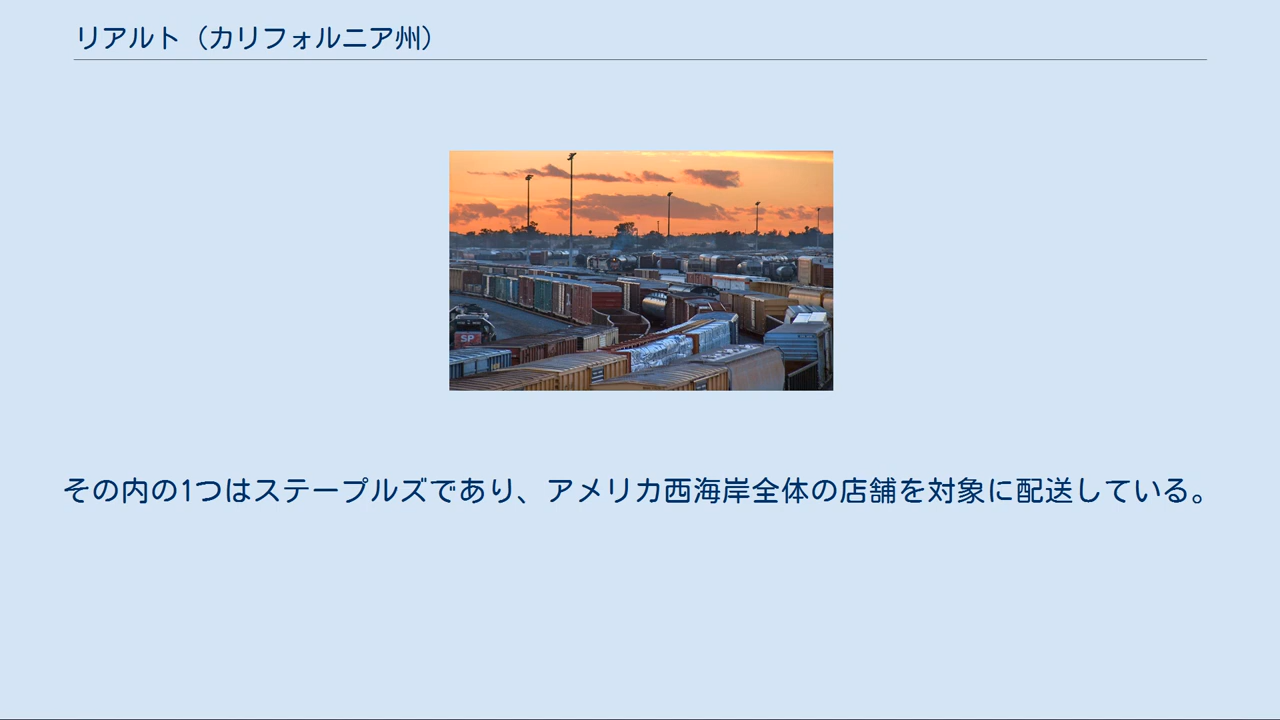 リアルト（カリフォルニア州）
SP
その内の1つはステープルズであり、アメリカ西海岸全体の店舗を対象に配送している。